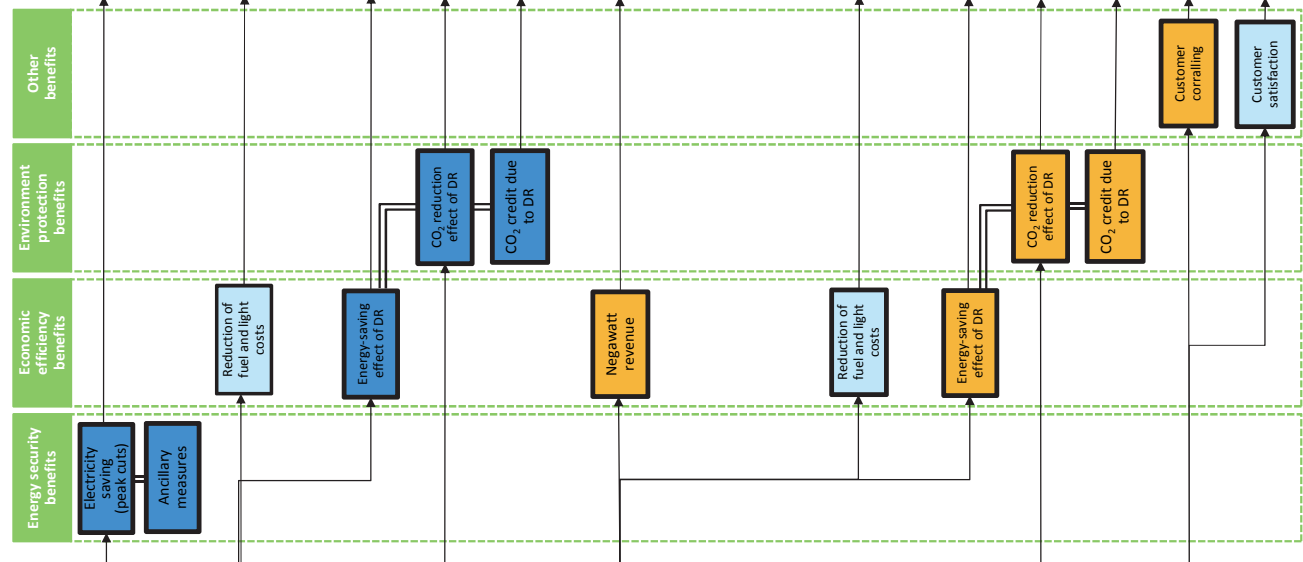 Other
benefits
Customer
corralling
Customer
satisfaction
Environment
protection
benefits
CO₂ reduction
effect of DR
CO₂ credit due
to DR
CO₂ reduction
effect of DR
CO₂ credit due
to DR
Economic
efficiency
benefits
Reduction of
fuel and light
costs
Energy-saving
effect of DR
Negawatt
revenue
Reduction of
fuel and light
costs
Energy-saving
effect of DR
Energy security
benefits
Electricity
saving
(peak cuts)
Ancillary
measures